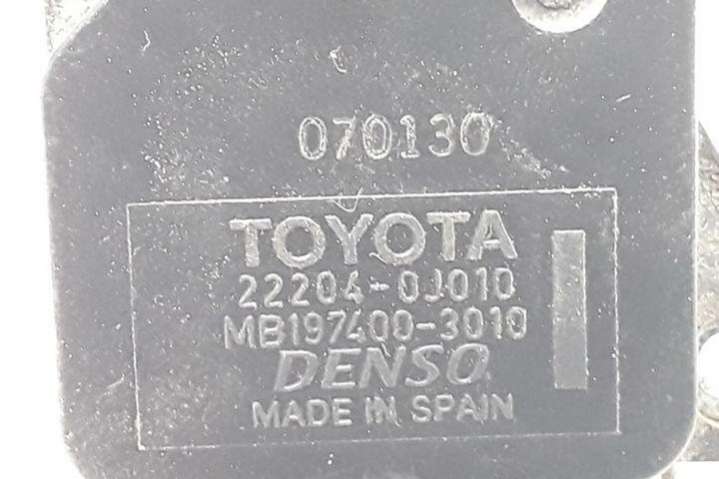 070130
TOYOTA
22204-0J010
MB197400-3010
DENSO
MADE IN SPAIN